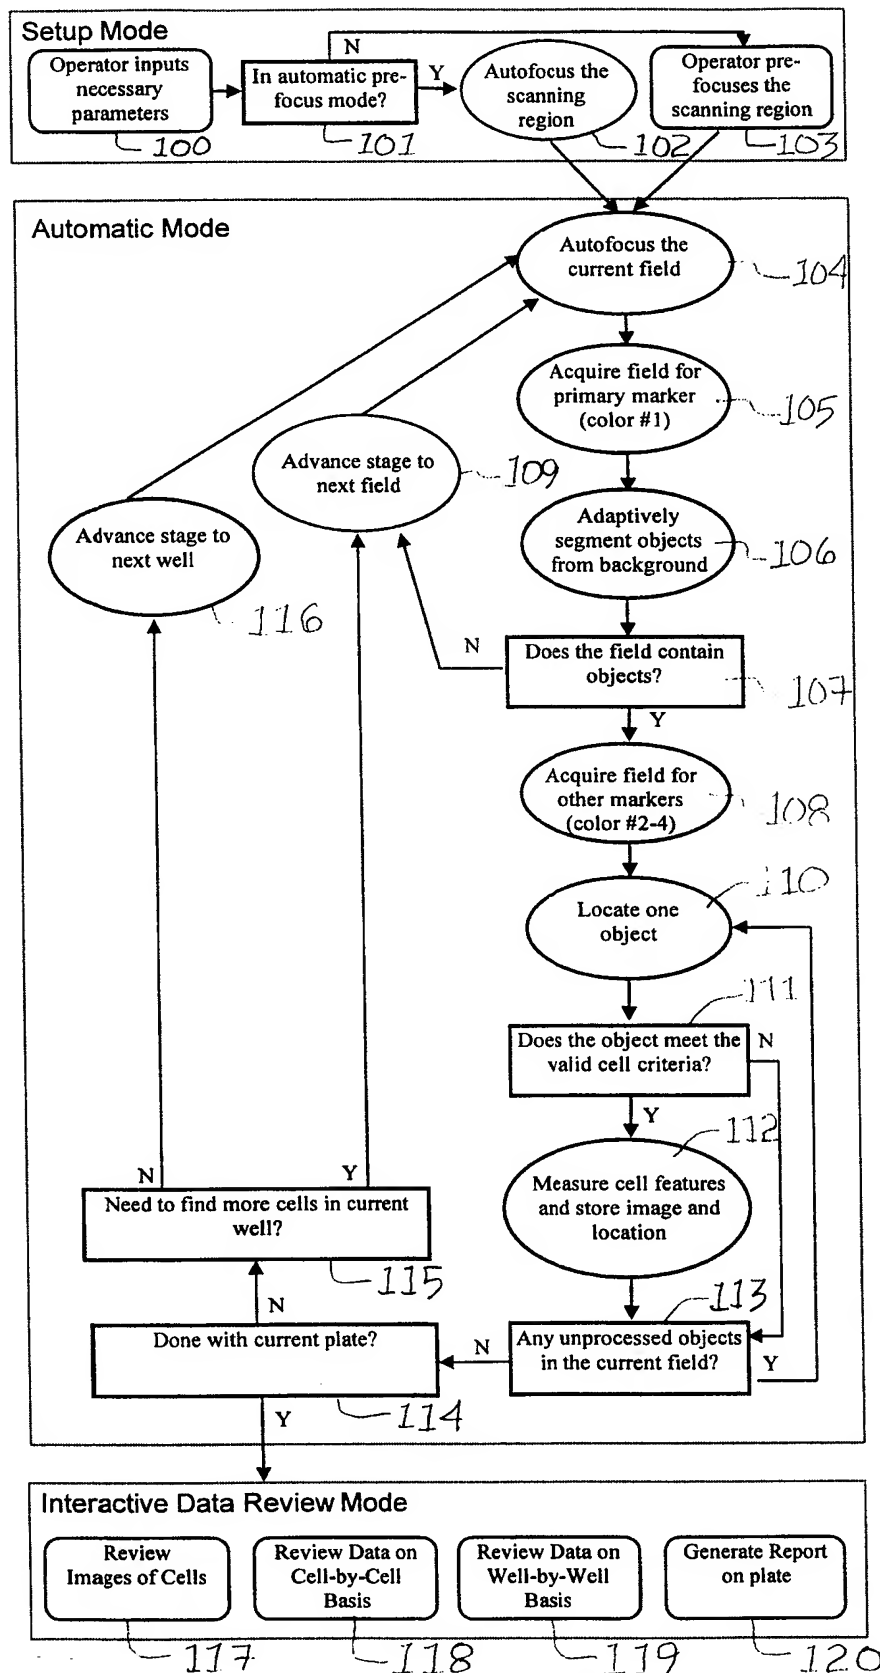 Setup Mode
Operator inputs
necessary
parameters
100
In automatic pre-
focus mode?
101
N
Y
Autofocus the
scanning
region
102
Operator pre-
focuses the
scanning region
103
Automatic Mode
Autofocus the
current field
104
Acquire field for
primary marker
(color #1)
105
Advance stage to
next field
109
Advance stage to
next well
116
Adaptively
segment objects
from background
106
N
Does the field contain
objects?
107
Y
Acquire field for
other markers
(color #2-4)
108
Locate one
object
110
Does the object meet the
valid cell criteria?
111
N
Y
Measure cell features
and store image and
location
112
N
Y
Need to find more cells in current
well?
115
N
Done with current plate?
114
N
Any unprocessed objects
in the current field?
113
Y
Y
Interactive Data Review Mode
Review
Images of Cells
117
Review Data on
Cell-by-Cell
Basis
118
Review Data on
Well-by-Well
Basis
119
Generate Report
on plate
120